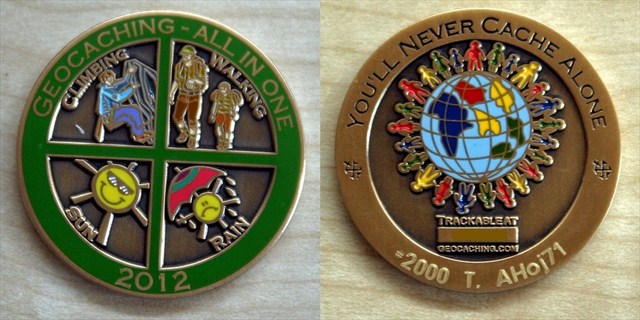 GEOCACHING - ALL IN ONE
CLIMBING
WALKING
SUN
RAIN
2012
YOU'LL NEVER CACHE ALONE
TRACKABLE AT
GEOCACHING.COM
=2000 T. AHoj71